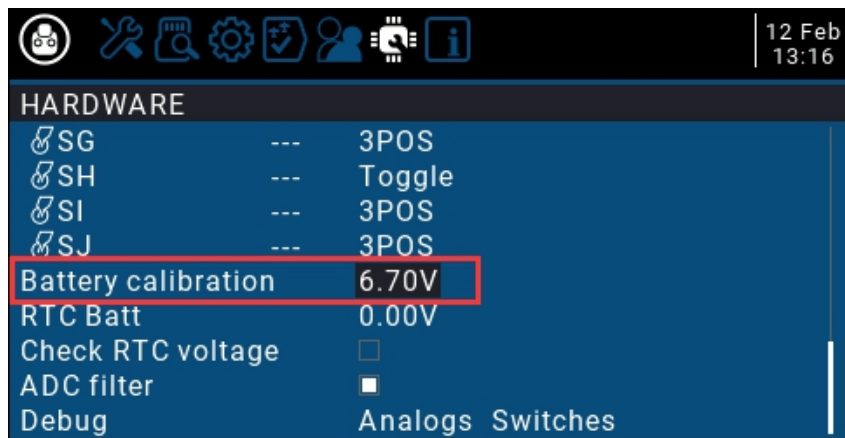 12 Feb
13:16
HARDWARE
SG --- 3POS
SH --- Toggle
SI --- 3POS
SJ --- 3POS
Battery calibration 6.70V
RTC Batt 0.00V
Check RTC voltage
ADC filter
Debug Analogs Switches